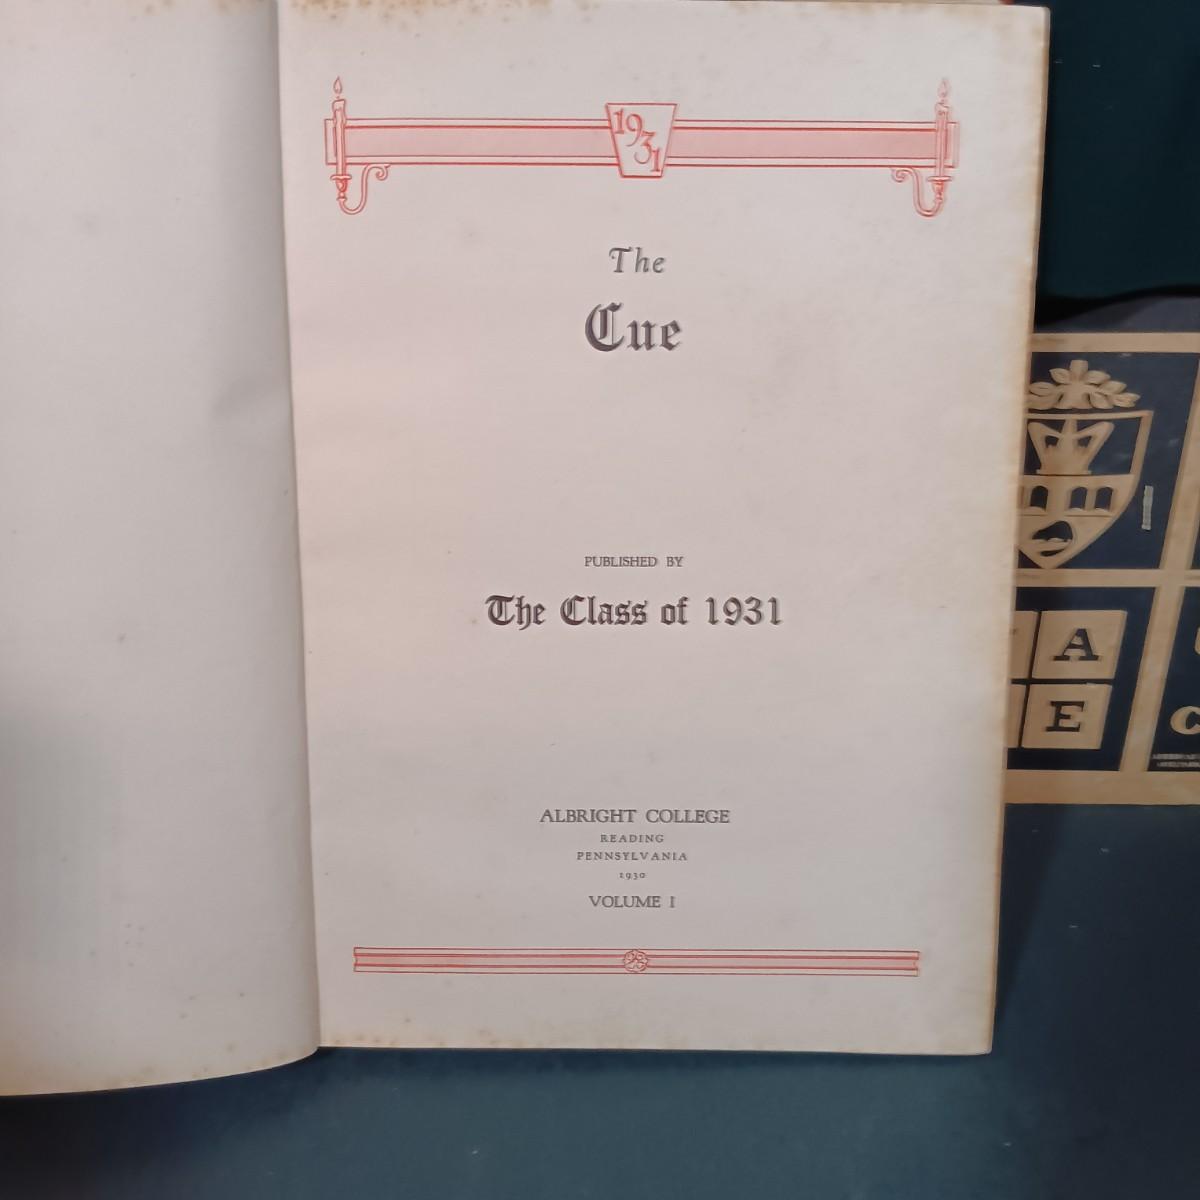 1931
The
Cue
PUBLISHED BY
The Class of 1931
ALBRIGHT COLLEGE
READING
PENNSYLVANIA
1930
VOLUME I
A
E
C